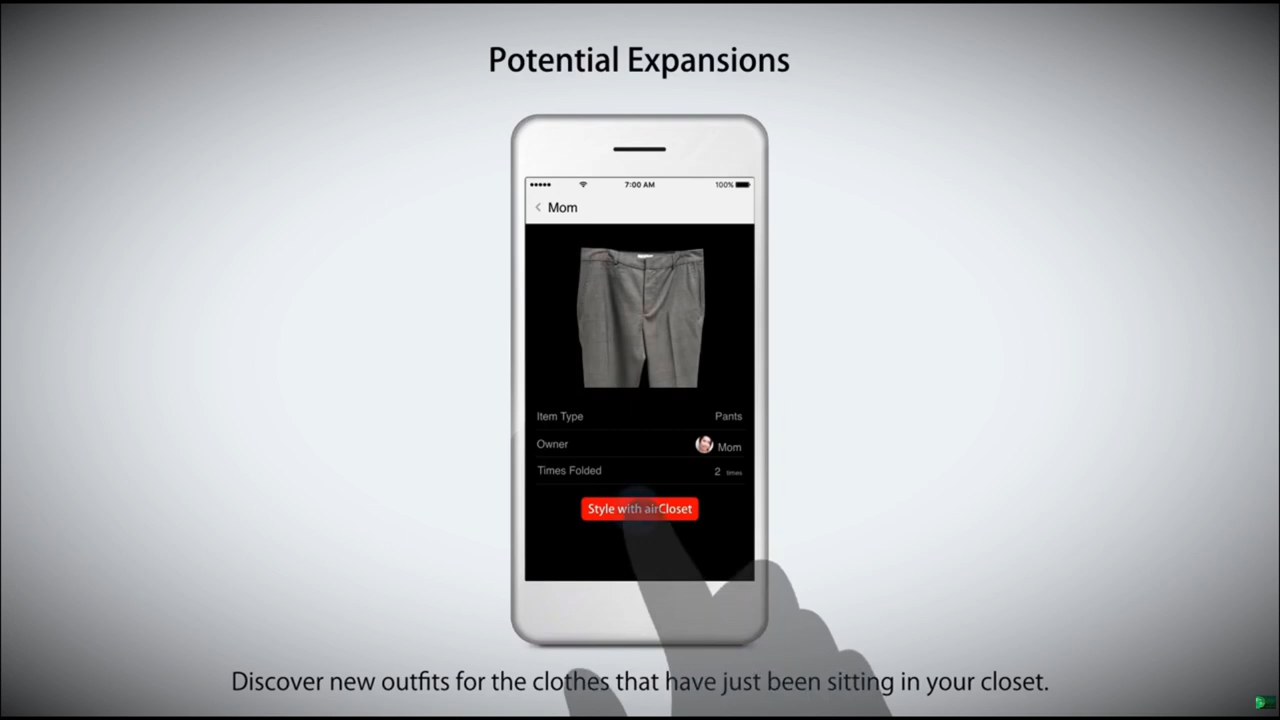 Potential Expansions
7:00 AM
100%
< Mom
Item Type Pants
Owner Mom
Times Folded 2 times
Style with airCloset
Discover new outfits for the clothes that have just been sitting in your closet.